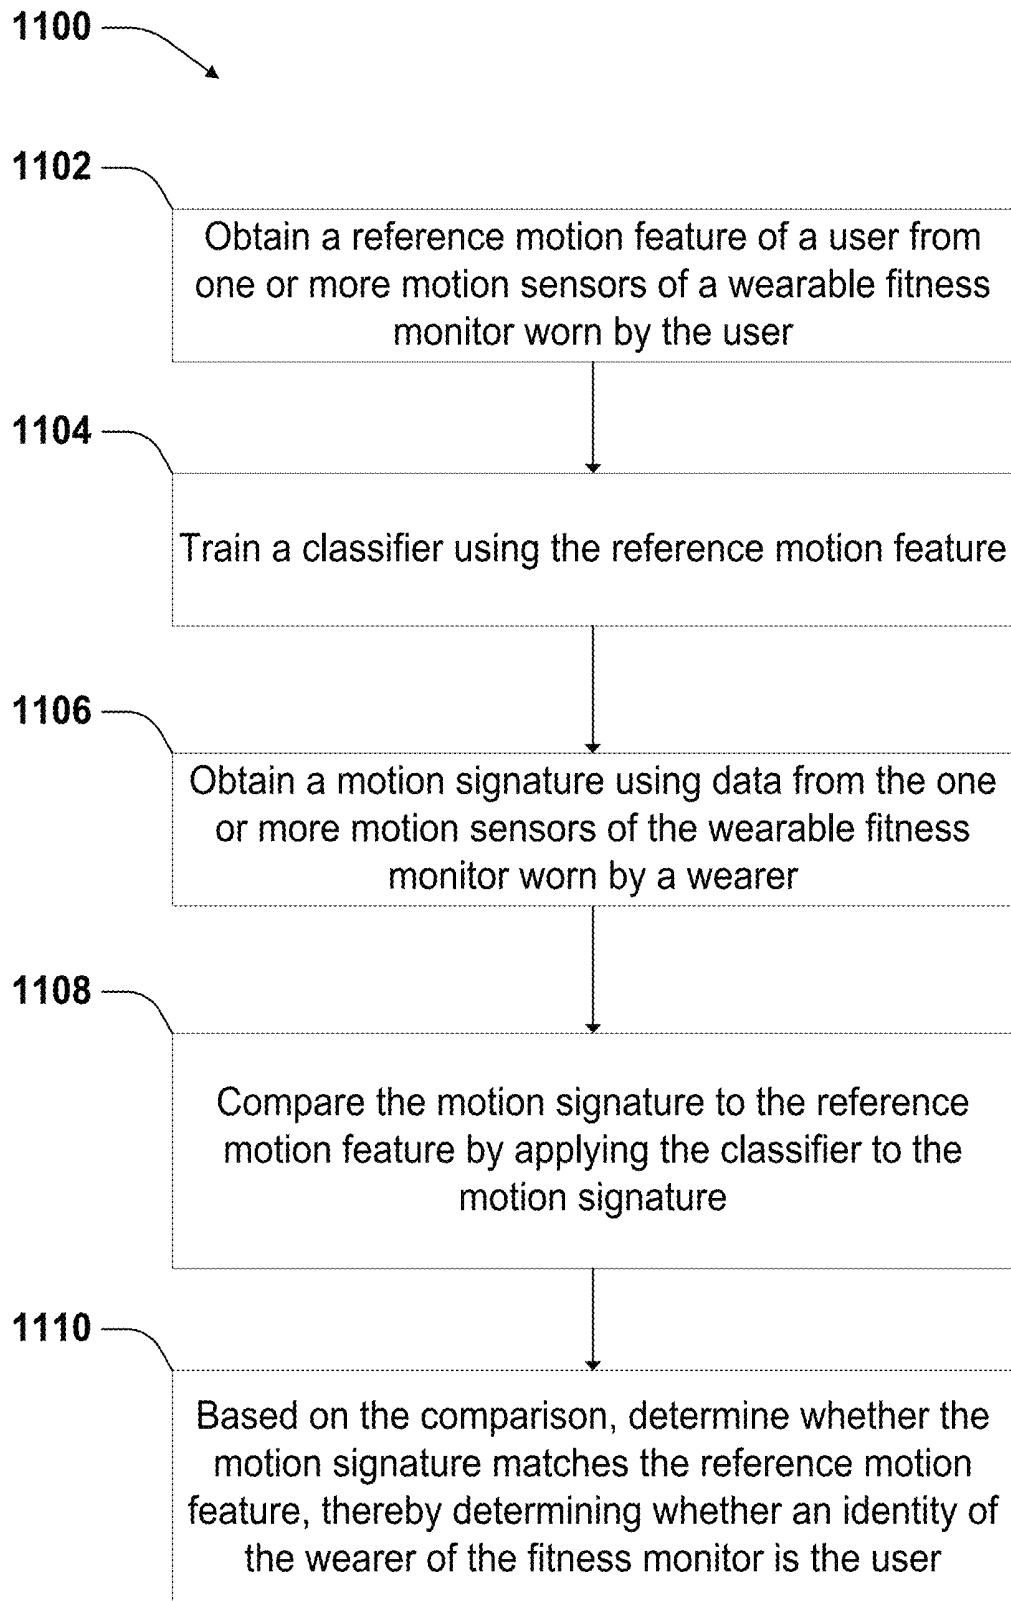 1100
1102
Obtain a reference motion feature of a user from
one or more motion sensors of a wearable fitness
monitor worn by the user
1104
Train a classifier using the reference motion feature
1106
Obtain a motion signature using data from the one
or more motion sensors of the wearable fitness
monitor worn by a wearer
1108
Compare the motion signature to the reference
motion feature by applying the classifier to the
motion signature
1110
Based on the comparison, determine whether the
motion signature matches the reference motion
feature, thereby determining whether an identity of
the wearer of the fitness monitor is the user